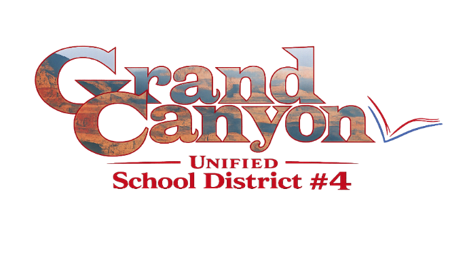 Grand
Canyon
UNIFIED
School District #4